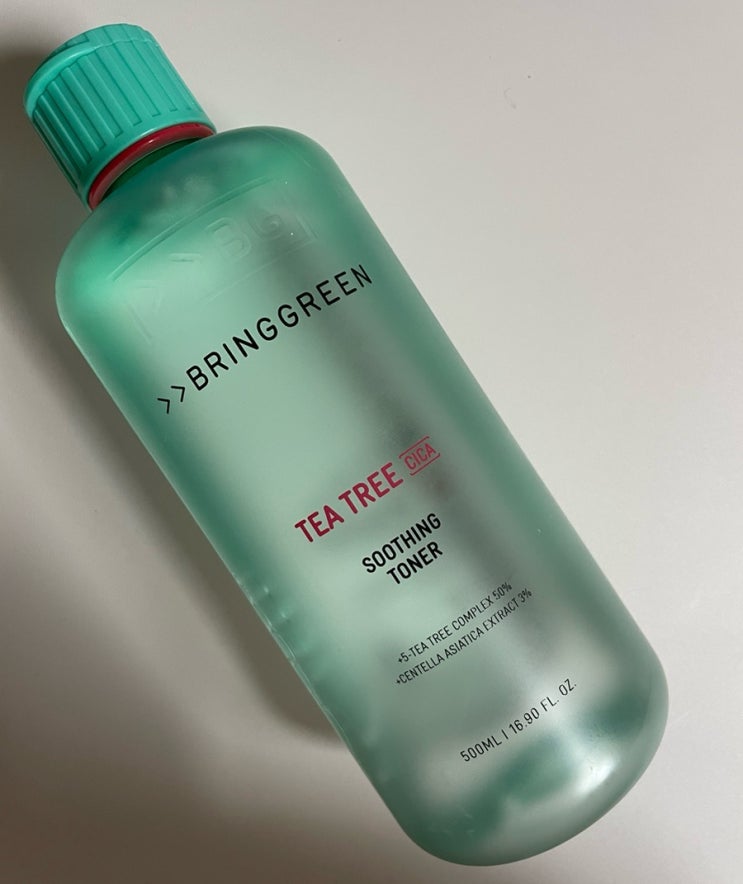 >>BG
>>BRINGGREEN
TEA TREE CICA
SOOTHING
TONER
+5-TEA TREE COMPLEX 50%
+CENTELLA ASIATICA EXTRACT 3%
500ML | 16.90 FL. OZ.